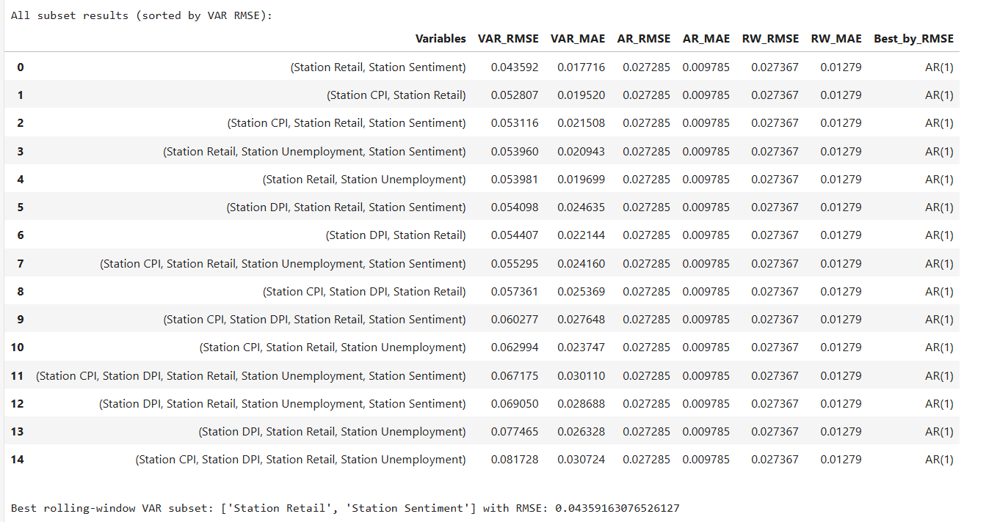 All subset results (sorted by VAR RMSE):
Variables VAR_RMSE VAR_MAE AR_RMSE AR_MAE RW_RMSE RW_MAE Best_by_RMSE
0 (Station Retail, Station Sentiment) 0.043592 0.017716 0.027285 0.009785 0.027367 0.01279 AR(1)
1 (Station CPI, Station Retail) 0.052807 0.019520 0.027285 0.009785 0.027367 0.01279 AR(1)
2 (Station CPI, Station Retail, Station Sentiment) 0.053116 0.021508 0.027285 0.009785 0.027367 0.01279 AR(1)
3 (Station Retail, Station Unemployment, Station Sentiment) 0.053960 0.020943 0.027285 0.009785 0.027367 0.01279 AR(1)
4 (Station Retail, Station Unemployment) 0.053981 0.019699 0.027285 0.009785 0.027367 0.01279 AR(1)
5 (Station DPI, Station Retail, Station Sentiment) 0.054098 0.024635 0.027285 0.009785 0.027367 0.01279 AR(1)
6 (Station DPI, Station Retail) 0.054407 0.022144 0.027285 0.009785 0.027367 0.01279 AR(1)
7 (Station CPI, Station Retail, Station Unemployment, Station Sentiment) 0.055295 0.024160 0.027285 0.009785 0.027367 0.01279 AR(1)
8 (Station CPI, Station DPI, Station Retail) 0.057361 0.025369 0.027285 0.009785 0.027367 0.01279 AR(1)
9 (Station CPI, Station DPI, Station Retail, Station Sentiment) 0.060277 0.027648 0.027285 0.009785 0.027367 0.01279 AR(1)
10 (Station CPI, Station Retail, Station Unemployment) 0.062994 0.023747 0.027285 0.009785 0.027367 0.01279 AR(1)
11 (Station CPI, Station DPI, Station Retail, Station Unemployment, Station Sentiment) 0.067175 0.030110 0.027285 0.009785 0.027367 0.01279 AR(1)
12 (Station DPI, Station Retail, Station Unemployment, Station Sentiment) 0.069050 0.028688 0.027285 0.009785 0.027367 0.01279 AR(1)
13 (Station DPI, Station Retail, Station Unemployment) 0.077465 0.026328 0.027285 0.009785 0.027367 0.01279 AR(1)
14 (Station CPI, Station DPI, Station Retail, Station Unemployment) 0.081728 0.030724 0.027285 0.009785 0.027367 0.01279 AR(1)
Best rolling-window VAR subset: ['Station Retail', 'Station Sentiment'] with RMSE: 0.04359163076526127